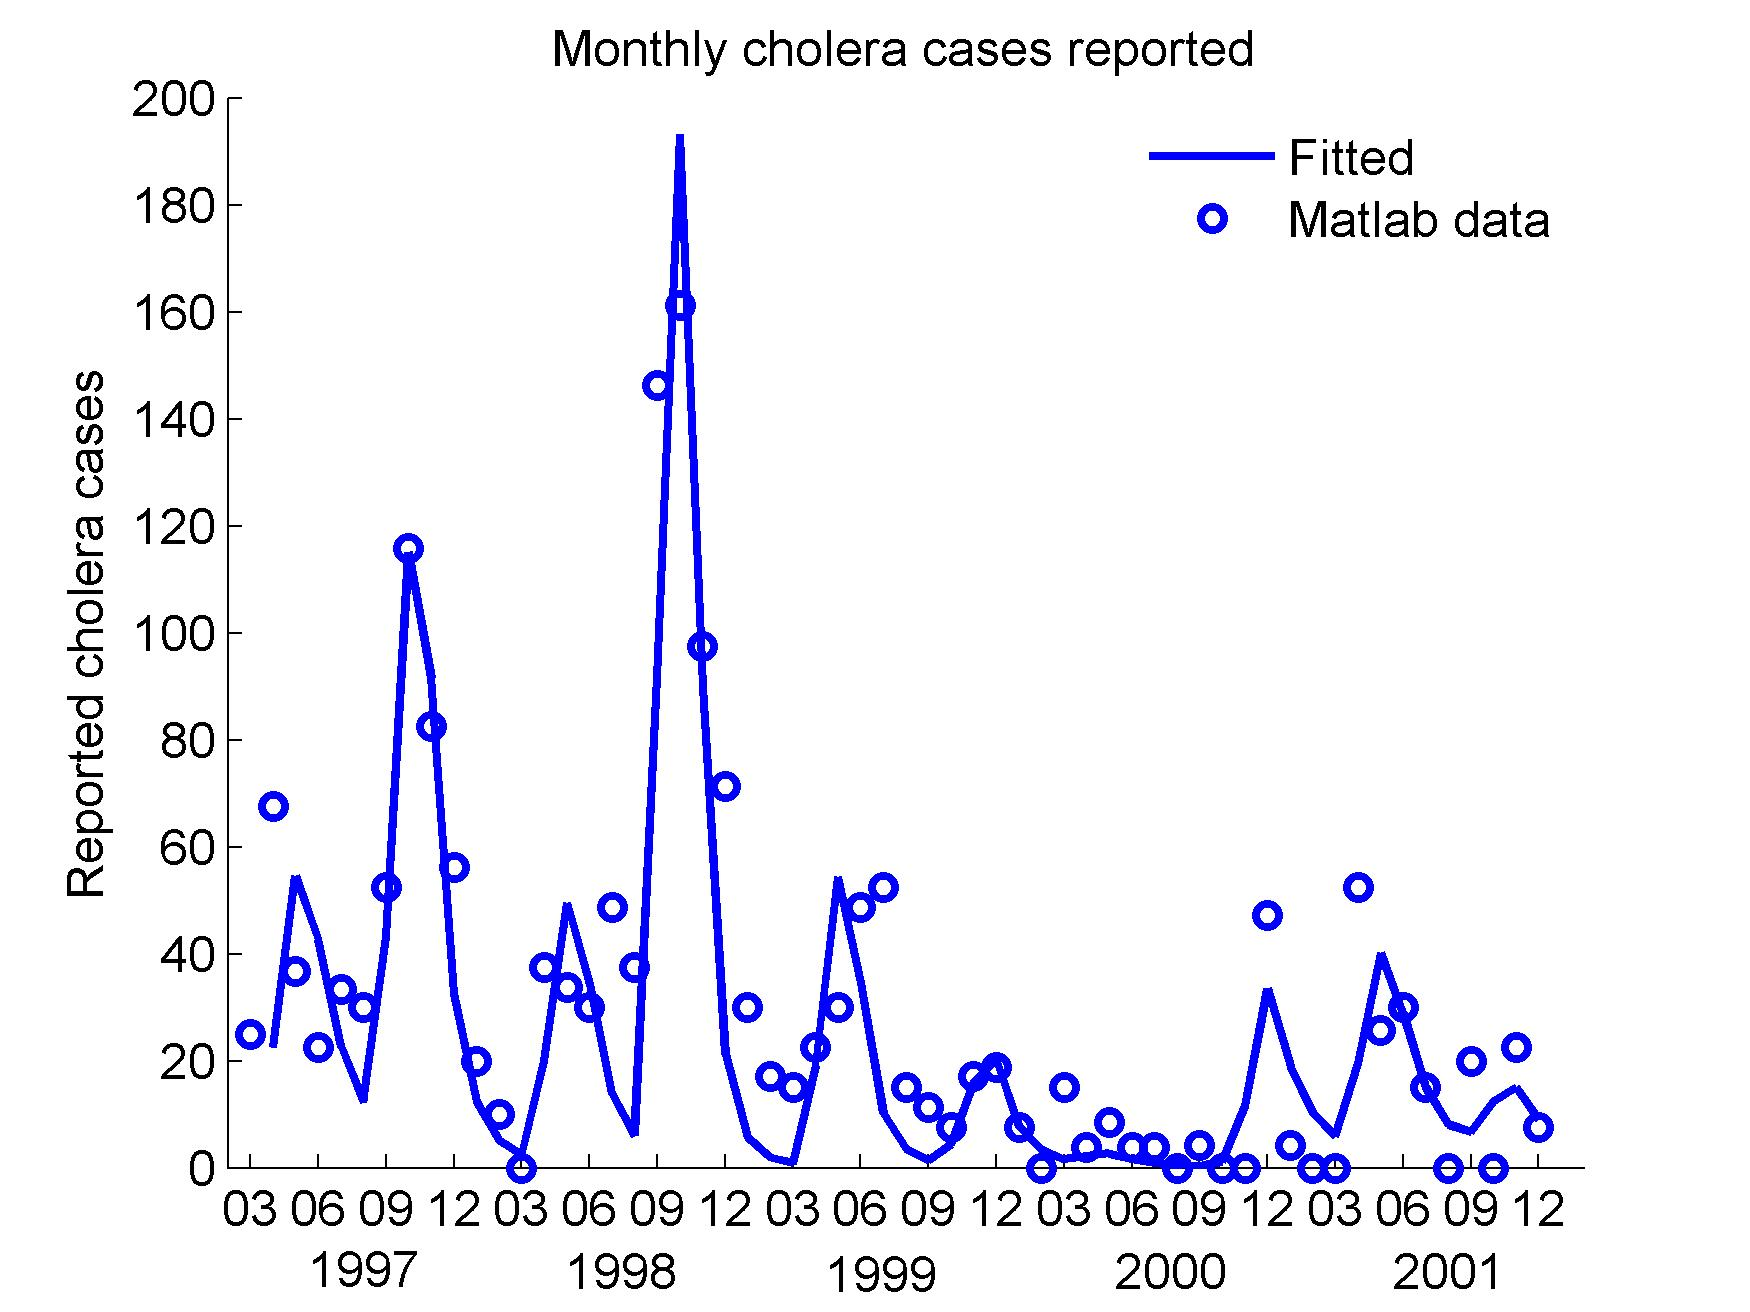 Monthly cholera cases reported
Fitted
Matlab data
Reported cholera cases
200
180
160
140
120
100
80
60
40
20
0
03 06 09 12 03 06 09 12 03 06 09 12 03 06 09 12 03 06 09 12
1997 1998 1999 2000 2001